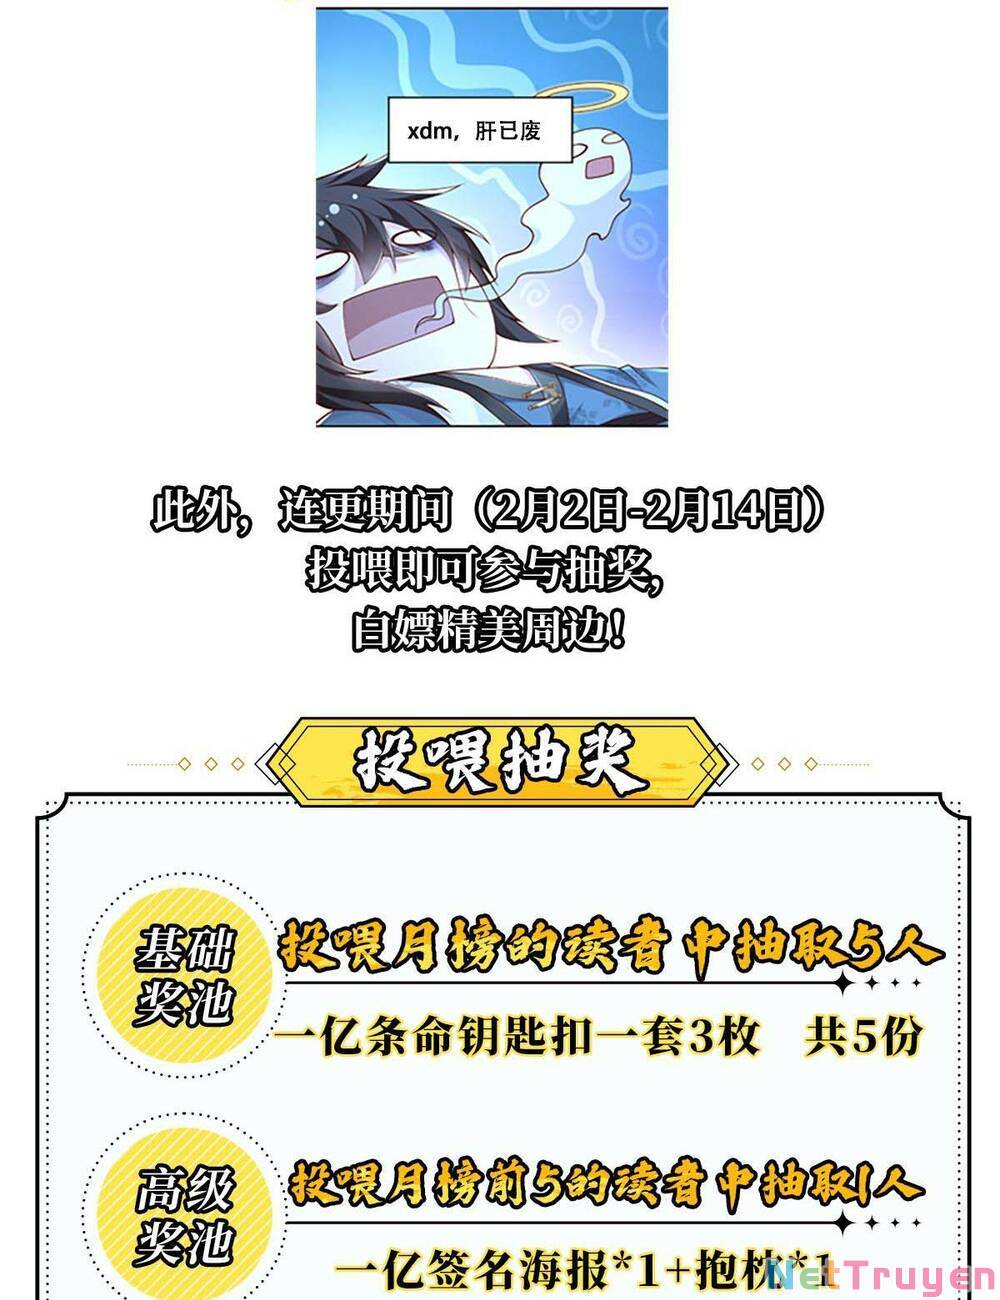 xdm，肝已废
此外，连更期间（2月2日-2月14日）
投喂即可参与抽奖，
白嫖精美周边！
投喂抽奖
基础
奖池
投喂月榜的读者中抽取5人
一亿条命钥匙扣一套3枚 共5份
高级
奖池
投喂月榜前5的读者中抽取1人
一亿签名海报*1+抱枕*1
NetTruyen